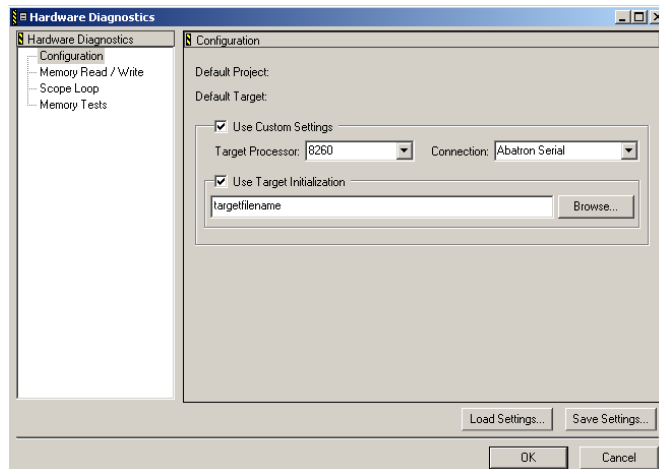 Hardware Diagnostics
Hardware Diagnostics
Configuration
Memory Read / Write
Scope Loop
Memory Tests
Configuration
Default Project:
Default Target:
Use Custom Settings
Target Processor: 8260 Connection: Abatron Serial
Use Target Initialization
targetfilename Browse...
Load Settings... Save Settings...
OK Cancel